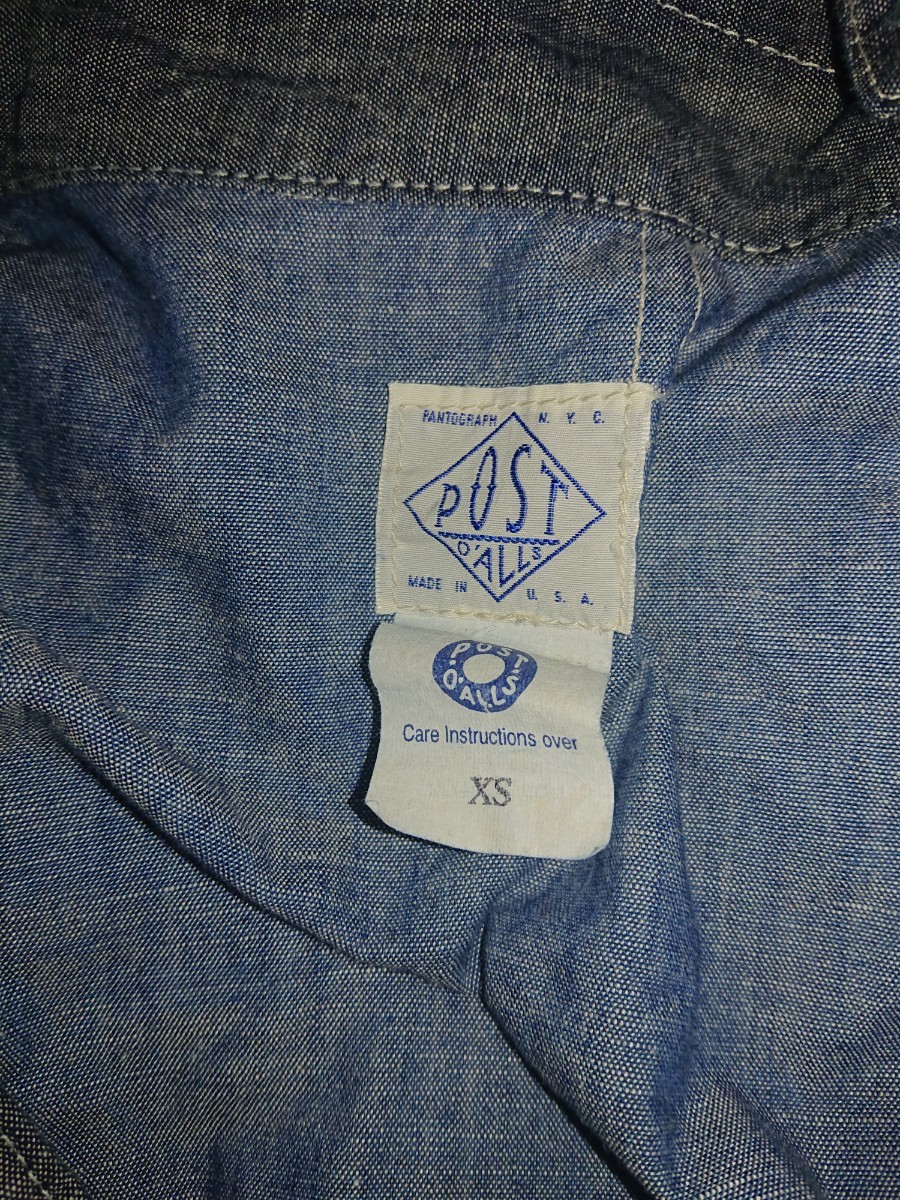 PANTOGRAPH N. Y. C.
POST
O'ALLS
MADE IN U. S. A.
POST
O'ALLS
Care Instructions over
XS